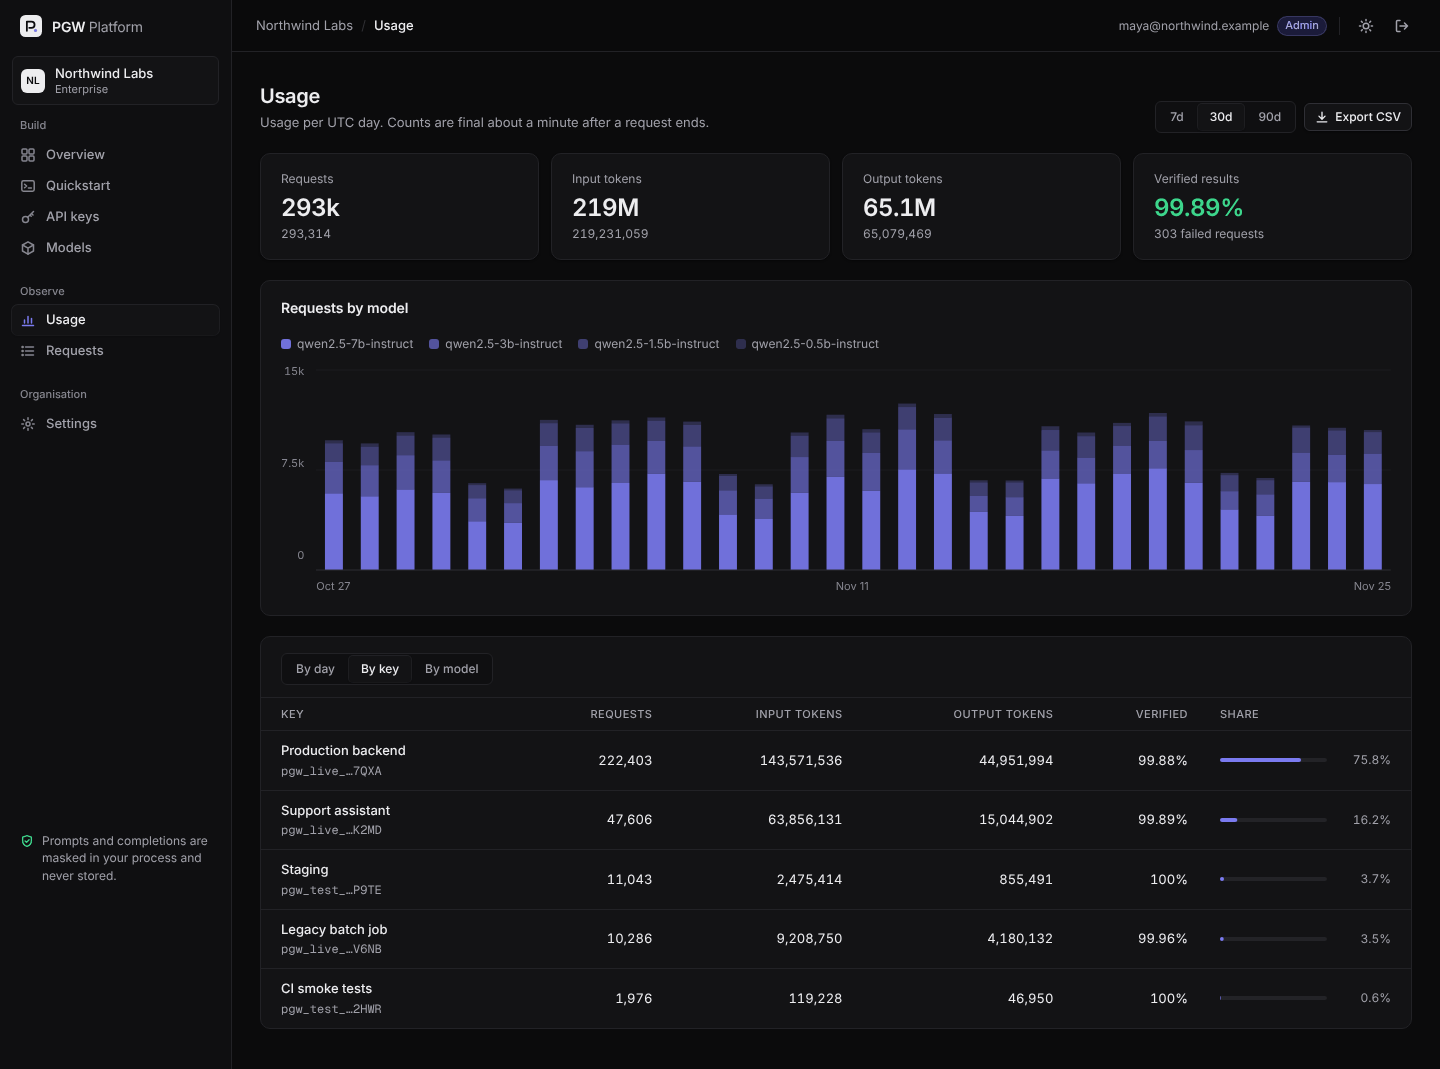 PGW Platform
Northwind Labs / Usage
maya@northwind.example Admin
NL
Northwind Labs
Enterprise
Build
Overview
Quickstart
API keys
Models
Observe
Usage
Requests
Organisation
Settings
Prompts and completions are
masked in your process and
never stored.
Usage
Usage per UTC day. Counts are final about a minute after a request ends.
7d 30d 90d Export CSV
Requests
293k
293,314
Input tokens
219M
219,231,059
Output tokens
65.1M
65,079,469
Verified results
99.89%
303 failed requests
Requests by model
qwen2.5-7b-instruct qwen2.5-3b-instruct qwen2.5-1.5b-instruct qwen2.5-0.5b-instruct
15k
7.5k
0
Oct 27 Nov 11 Nov 25
By day By key By model
KEY REQUESTS INPUT TOKENS OUTPUT TOKENS VERIFIED SHARE
Production backend
pgw_live_…7QXA
222,403 143,571,536 44,951,994 99.88% 75.8%
Support assistant
pgw_live_…K2MD
47,606 63,856,131 15,044,902 99.89% 16.2%
Staging
pgw_test_…P9TE
11,043 2,475,414 855,491 100% 3.7%
Legacy batch job
pgw_live_…V6NB
10,286 9,208,750 4,180,132 99.96% 3.5%
CI smoke tests
pgw_test_…2HWR
1,976 119,228 46,950 100% 0.6%